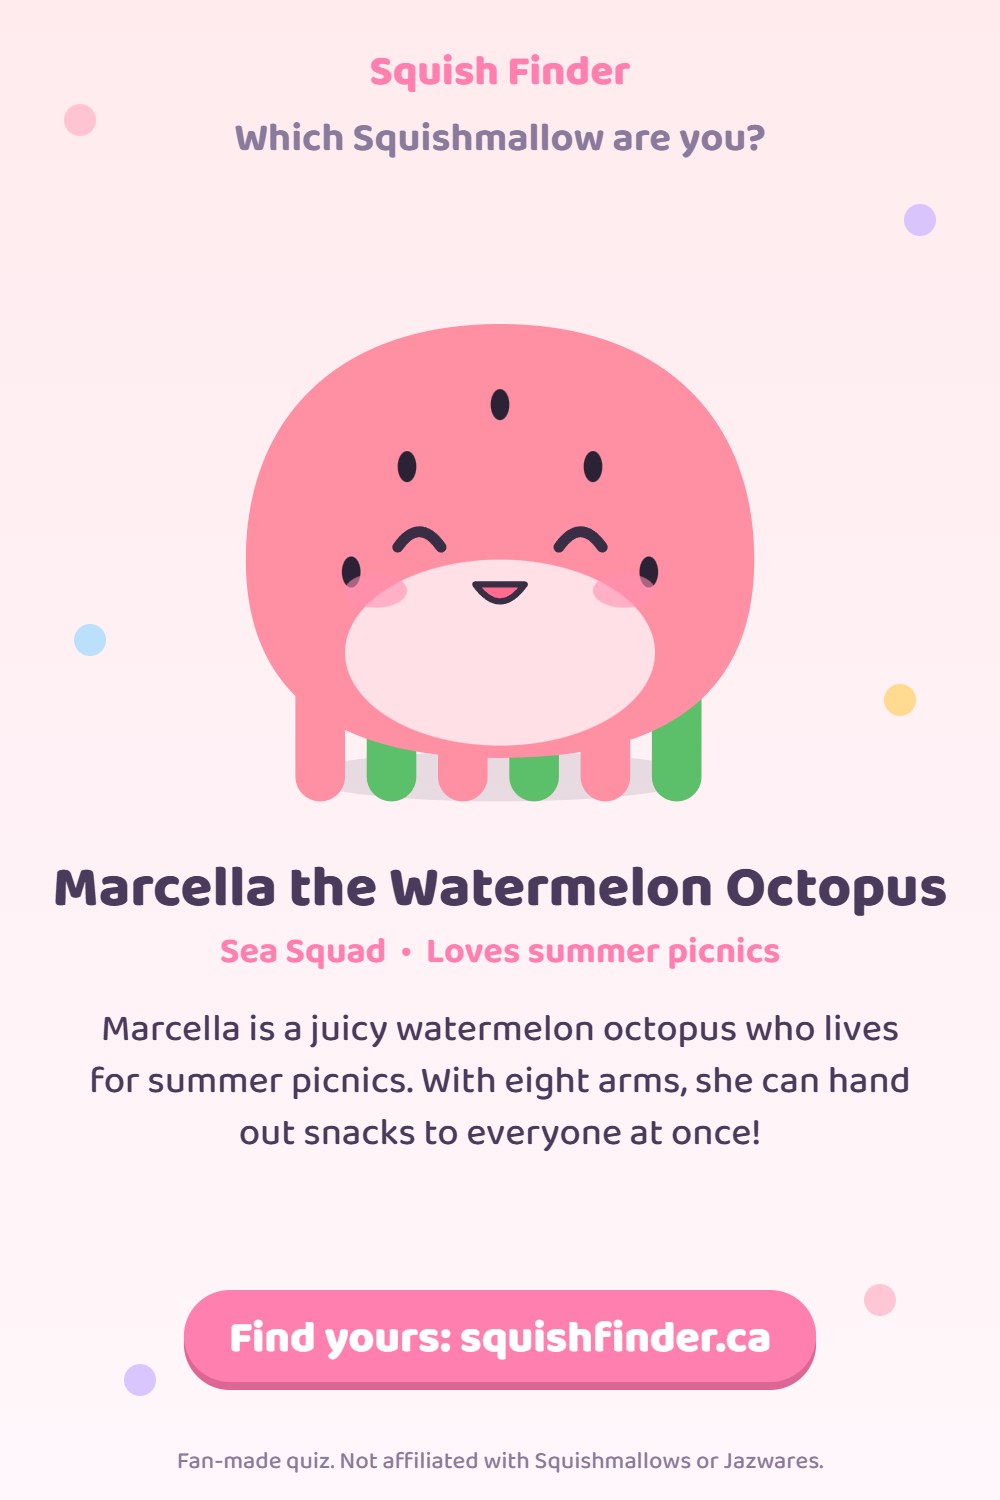 Squish Finder
Which Squishmallow are you?
Marcella the Watermelon Octopus
Sea Squad • Loves summer picnics
Marcella is a juicy watermelon octopus who lives
for summer picnics. With eight arms, she can hand
out snacks to everyone at once!
Find yours: squishfinder.ca
Fan-made quiz. Not affiliated with Squishmallows or Jazwares.